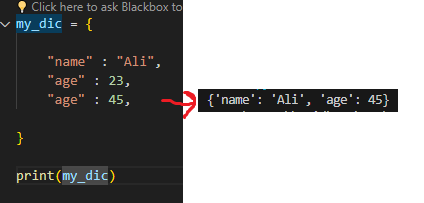 Click here to ask Blackbox to
my_dic = {
"name" : "Ali",
"age" : 23,
"age" : 45,
{'name': 'Ali', 'age': 45}
}
print(my_dic)